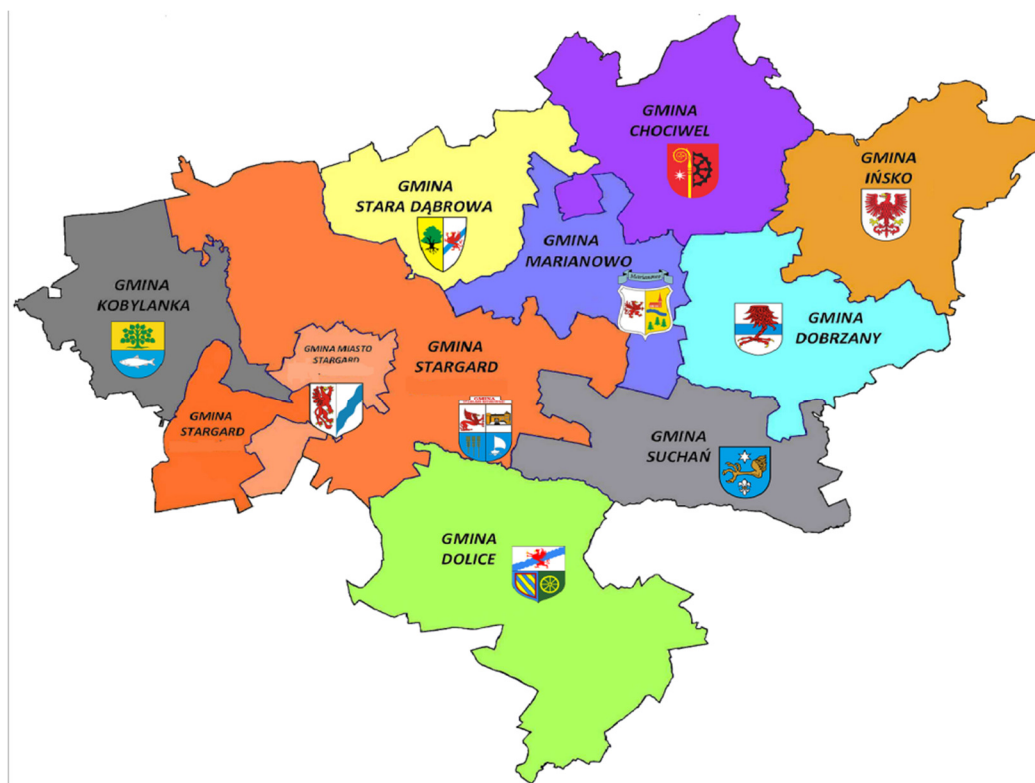 GMINA
CHOCIWEL
GMINA
IŃSKO
GMINA
STARA DĄBROWA
GMINA
MARIANOWO
GMINA
KOBYLANKA
GMINA
DOBRZANY
GMINA MIASTO
STARGARD
GMINA
STARGARD
GMINA
STARGARD
GMINA
SUCHAŃ
GMINA
DOLICE